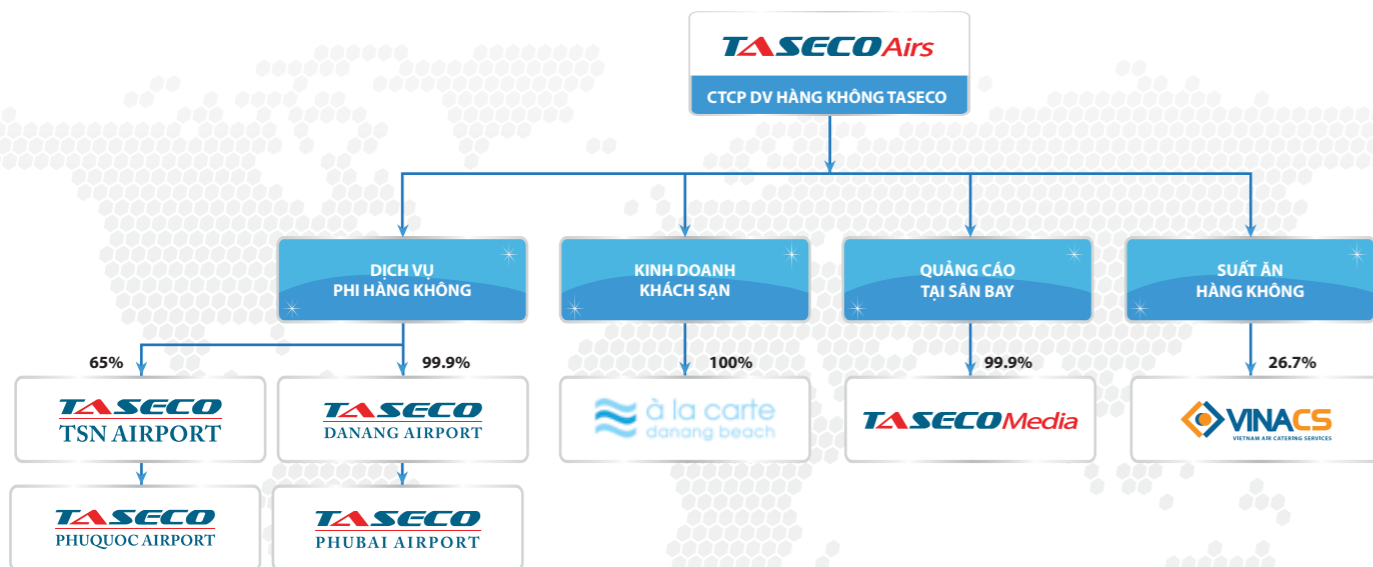 TASECO Airs
CTCP DV HÀNG KHÔNG TASECO
DỊCH VỤ
PHI HÀNG KHÔNG
KINH DOANH
KHÁCH SẠN
QUẢNG CÁO
TẠI SÂN BAY
SUẤT ĂN
HÀNG KHÔNG
65%
99.9%
100%
99.9%
26.7%
TASECO
TSN AIRPORT
TASECO
DANANG AIRPORT
à la carte
danang beach
TASECO Media
VINACS
VIETNAM AIR CATERING SERVICES
TASECO
PHUQUOC AIRPORT
TASECO
PHUBAI AIRPORT